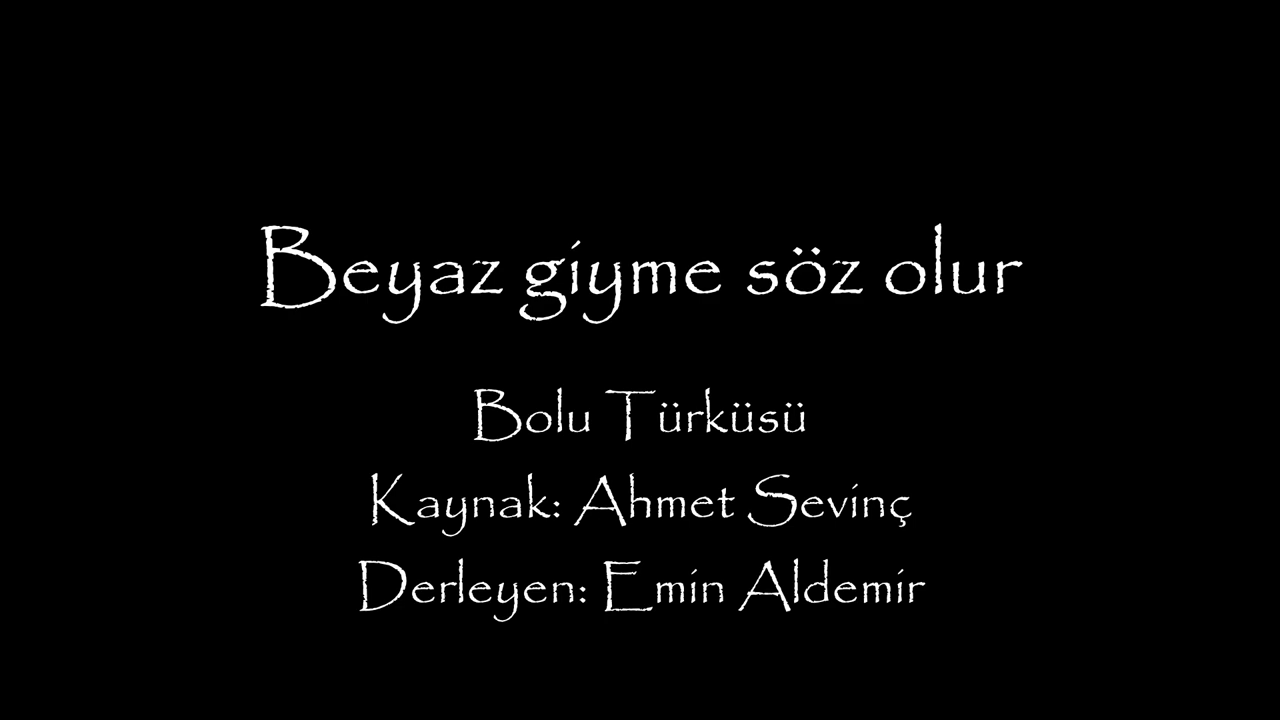 Beyaz giyme söz olur
Bolu Türküsü
Kaynak: Ahmet Sevinç
Derleyen: Emin Aldemir